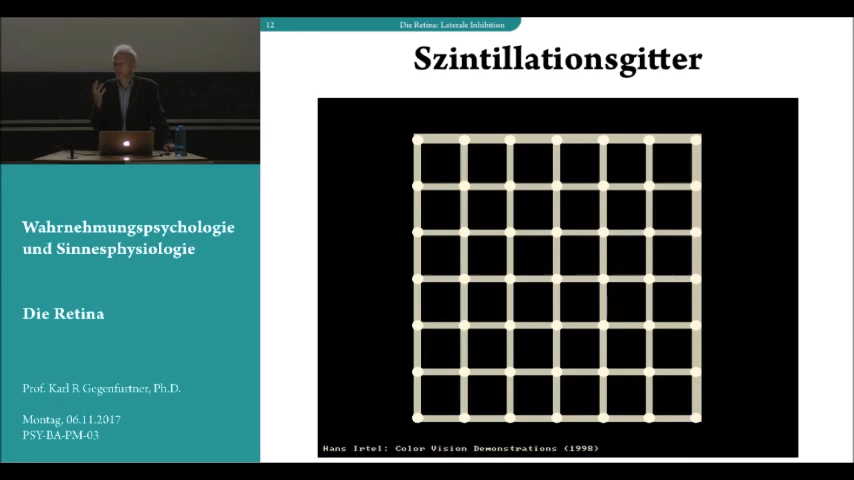 12
Die Retina: Laterale Inhibition
Szintillationsgitter
Wahrnehmungspsychologie
und Sinnesphysiologie
Die Retina
Prof. Karl R Gegenfurtner, Ph.D.
Montag, 06.11.2017
PSY-BA-PM-03
Hans Irtel: Color Vision Demonstrations (1998)